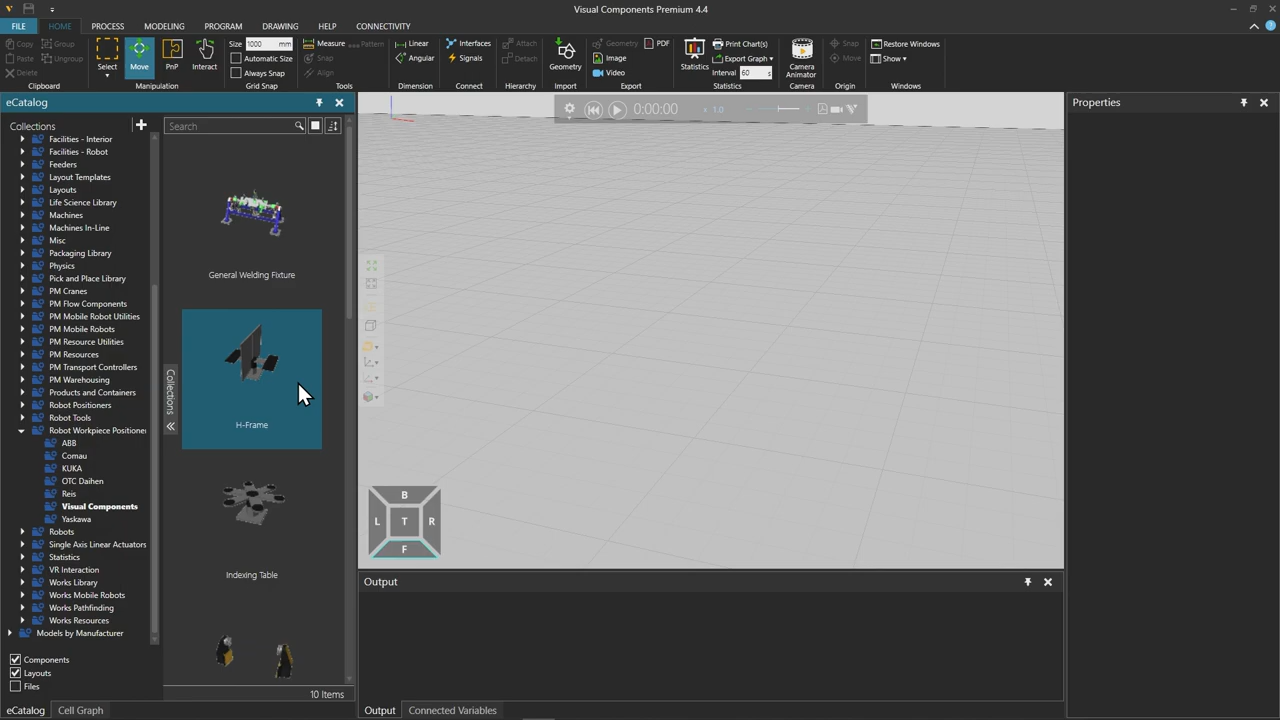 Visual Components Premium 4.4
FILE HOME PROCESS MODELING PROGRAM DRAWING HELP CONNECTIVITY
Copy
Paste
Delete
Group
Ungroup
Clipboard
Select
Move
PnP
Interact
Manipulation
Size 1000 mm
Automatic Size
Always Snap
Grid Snap
Measure
Pattern
Snap
Align
Tools
Linear
Angular
Dimension
Interfaces
Signals
Connect
Attach
Detach
Hierarchy
Geometry
Import
Geometry
PDF
Image
Video
Export
Statistics
Print Chart(s)
Export Graph
Interval 60 s
Statistics
Camera
Animator
Camera
Snap
Move
Origin
Restore Windows
Show
Windows
eCatalog
Collections
Facilities - Interior
Facilities - Robot
Feeders
Layout Templates
Layouts
Life Science Library
Machines
Machines In-Line
Misc
Packaging Library
Physics
Pick and Place Library
PM Cranes
PM Flow Components
PM Mobile Robot Utilities
PM Mobile Robots
PM Resource Utilities
PM Resources
PM Transport Controllers
PM Warehousing
Products and Containers
Robot Positioners
Robot Tools
Robot Workpiece Positioner
ABB
Comau
KUKA
OTC Daihen
Reis
Visual Components
Yaskawa
Robots
Single Axis Linear Actuators
Statistics
VR Interaction
Works Library
Works Mobile Robots
Works Pathfinding
Works Resources
Models by Manufacturer
Components
Layouts
Files
eCatalog Cell Graph
Collections
Search
General Welding Fixture
H-Frame
Indexing Table
10 Items
0:00:00 x 1.0
B
L T R
F
Output
Output Connected Variables
Properties